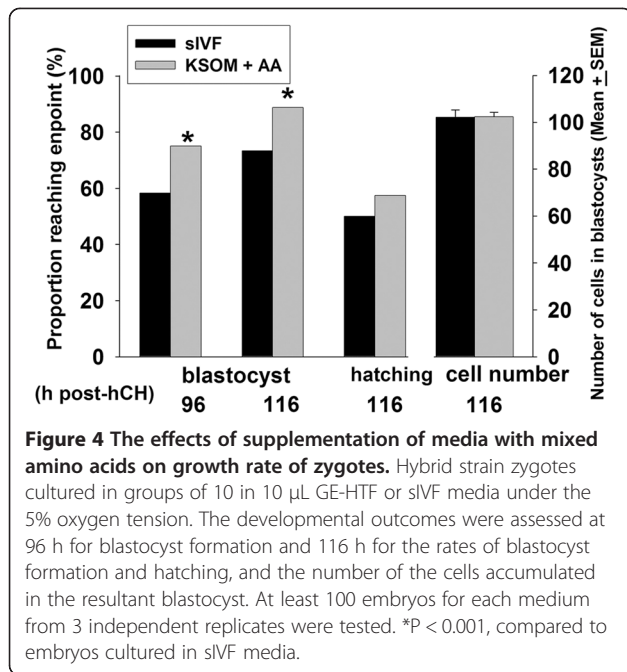 sIVF
KSOM + AA
Proportion reaching enpoint (%)
100
80
60
40
20
0
*
*
120
100
80
60
40
20
0
Number of cells in blastocysts (Mean ± SEM)
blastocyst hatching cell number
(h post-hCH) 96 116 116 116
Figure 4 The effects of supplementation of media with mixed
amino acids on growth rate of zygotes. Hybrid strain zygotes
cultured in groups of 10 in 10 μL GE-HTF or sIVF media under the
5% oxygen tension. The developmental outcomes were assessed at
96 h for blastocyst formation and 116 h for the rates of blastocyst
formation and hatching, and the number of the cells accumulated
in the resultant blastocyst. At least 100 embryos for each medium
from 3 independent replicates were tested. *P < 0.001, compared to
embryos cultured in sIVF media.